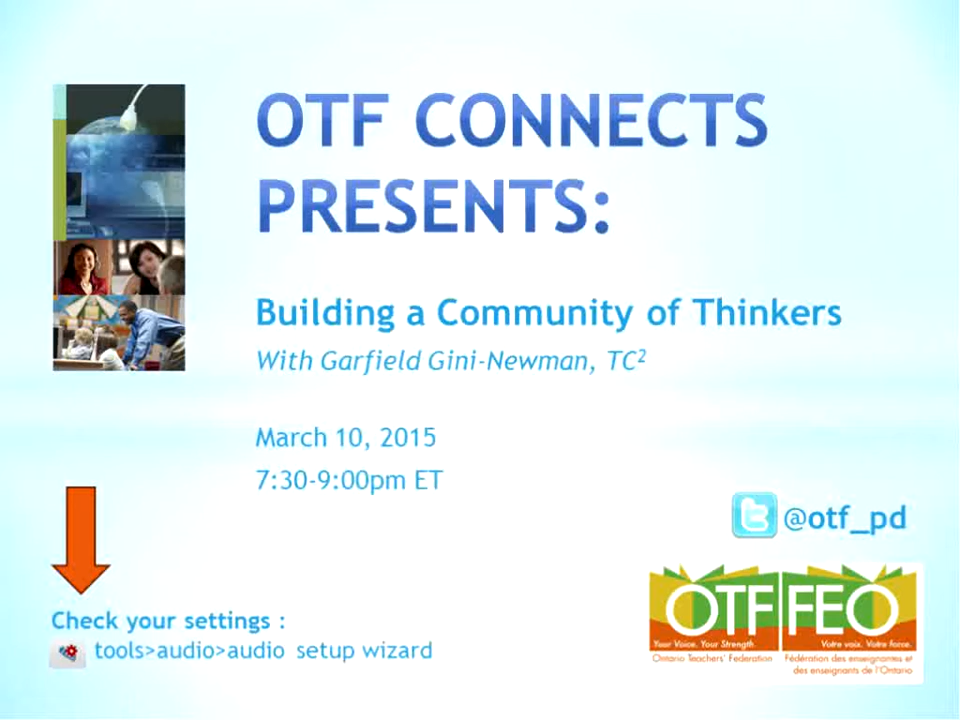 OTF CONNECTS
PRESENTS:
Building a Community of Thinkers
With Garfield Gini-Newman, TC²
March 10, 2015
7:30-9:00pm ET
@otf_pd
Check your settings :
tools>audio>audio setup wizard
OTF FEO
Your Voice. Your Strength. Votre voix. Votre force.
Ontario Teachers' Federation Fédération des enseignantes et
des enseignants de l'Ontario